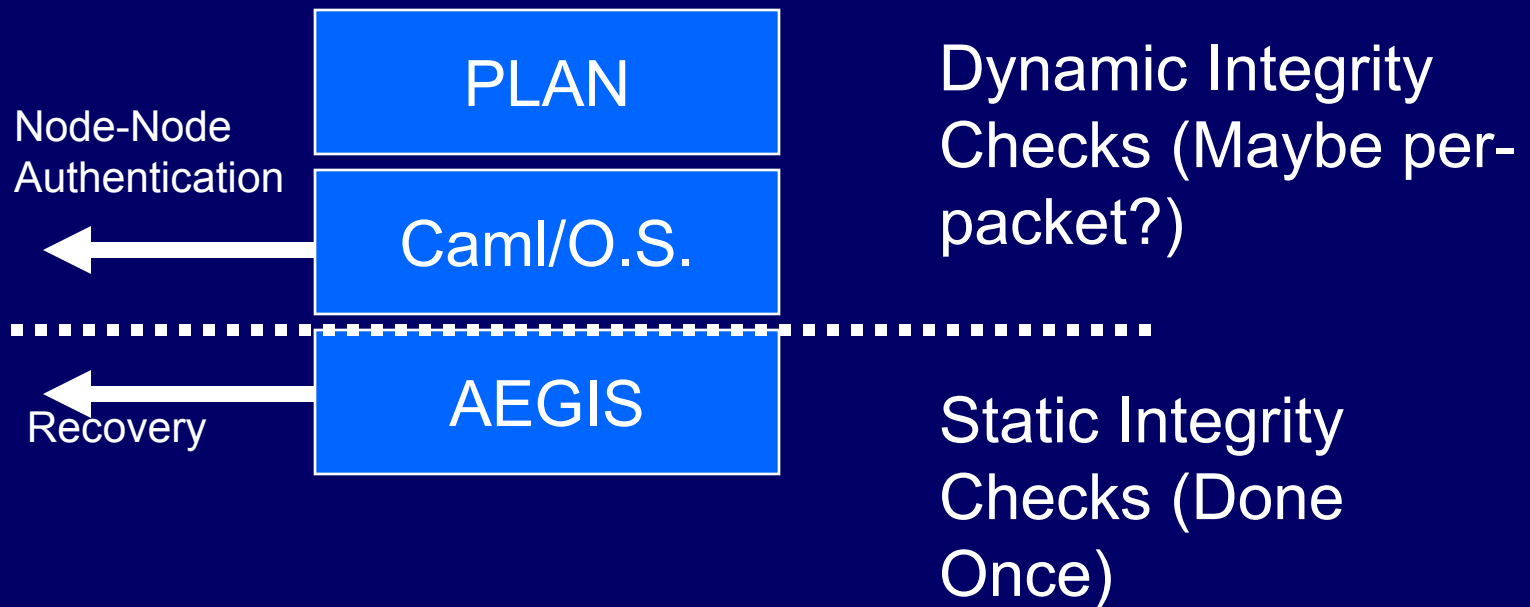 PLAN
Node-Node
Authentication
Caml/O.S.
Dynamic Integrity
Checks (Maybe per-
packet?)
AEGIS
Recovery
Static Integrity
Checks (Done
Once)